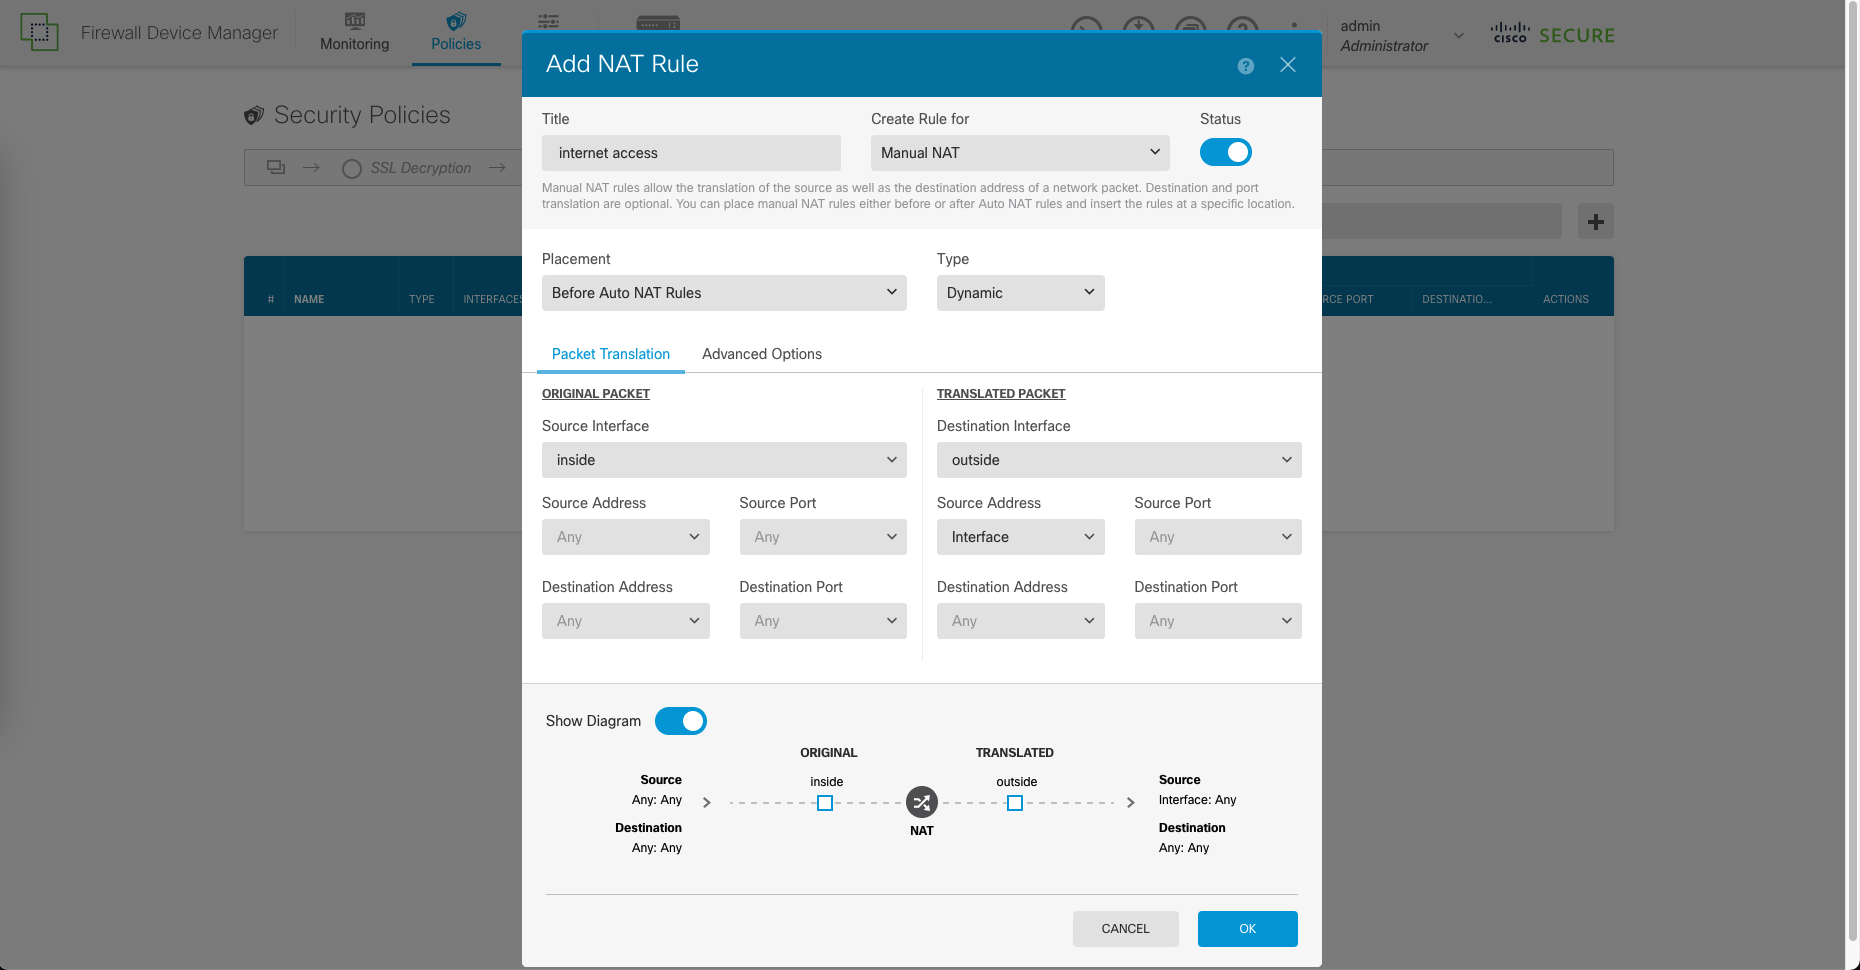 Firewall Device Manager
Monitoring
Policies
admin
Administrator
CISCO SECURE
Security Policies
SSL Decryption
# NAME TYPE INTERFACES
RCE PORT DESTINATIO... ACTIONS
Add NAT Rule
?
Title
internet access
Create Rule for
Manual NAT
Status
Manual NAT rules allow the translation of the source as well as the destination address of a network packet. Destination and port
translation are optional. You can place manual NAT rules either before or after Auto NAT rules and insert the rules at a specific location.
Placement
Before Auto NAT Rules
Type
Dynamic
Packet Translation Advanced Options
ORIGINAL PACKET
Source Interface
inside
Source Address Source Port
Any Any
Destination Address Destination Port
Any Any
TRANSLATED PACKET
Destination Interface
outside
Source Address Source Port
Interface Any
Destination Address Destination Port
Any Any
Show Diagram
ORIGINAL TRANSLATED
Source
Any: Any
Destination
Any: Any
inside
NAT
outside
Source
Interface: Any
Destination
Any: Any
CANCEL OK